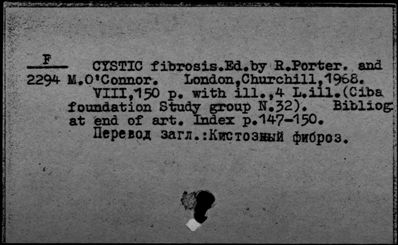 F CYSTIC fibrosis.Ed.by R.Porter. and
2294 M.O'Connor. London,Churchill,1968.
VIII,150 p. with ill.,4 L.ill.(Ciba
foundation Study group N.32). Bibliog
at end of art. Index p.147-150.
Перевод загл.:Кистозный фиброз.